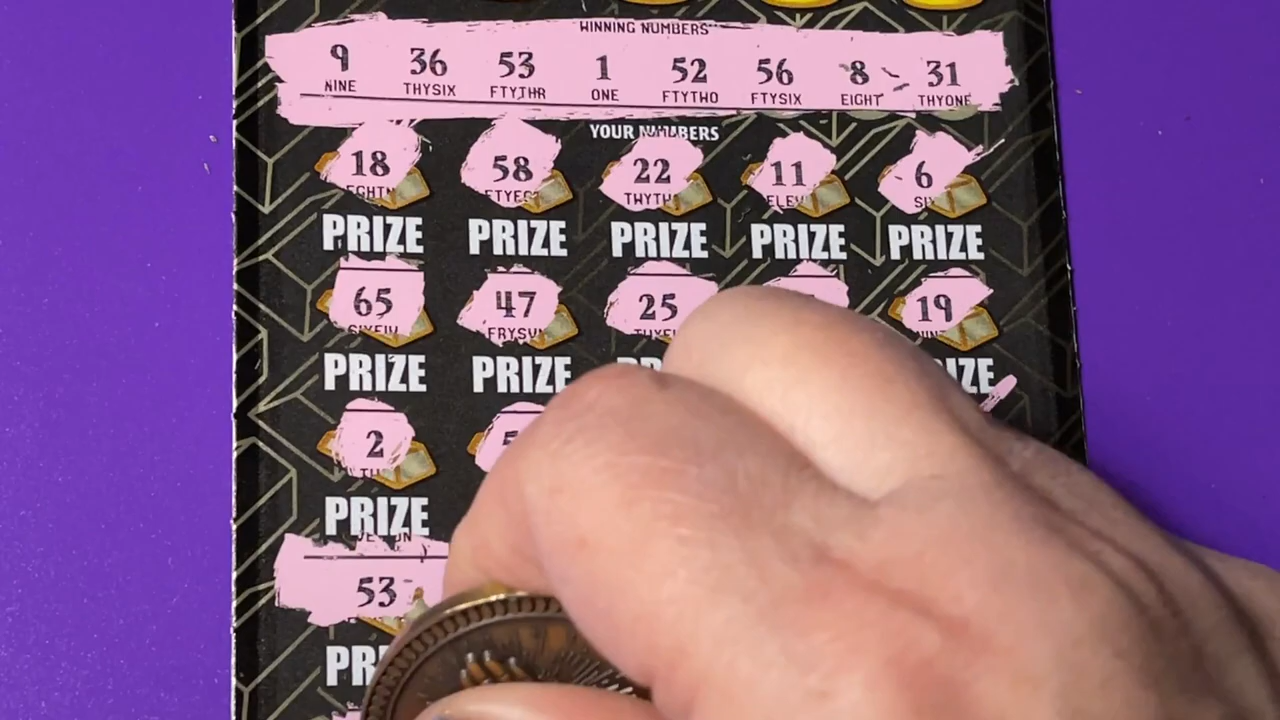 WINNING NUMBERS
9 36 53 1 52 56 8 31
NINE THYSIX FTYTHR ONE FTYTWO FTYSIX EIGHT THYONE
YOUR NUMBERS
18 58 22 11 6
PRIZE PRIZE PRIZE PRIZE PRIZE
65 47 25 19
PRIZE PRIZE
2
PRIZE
53